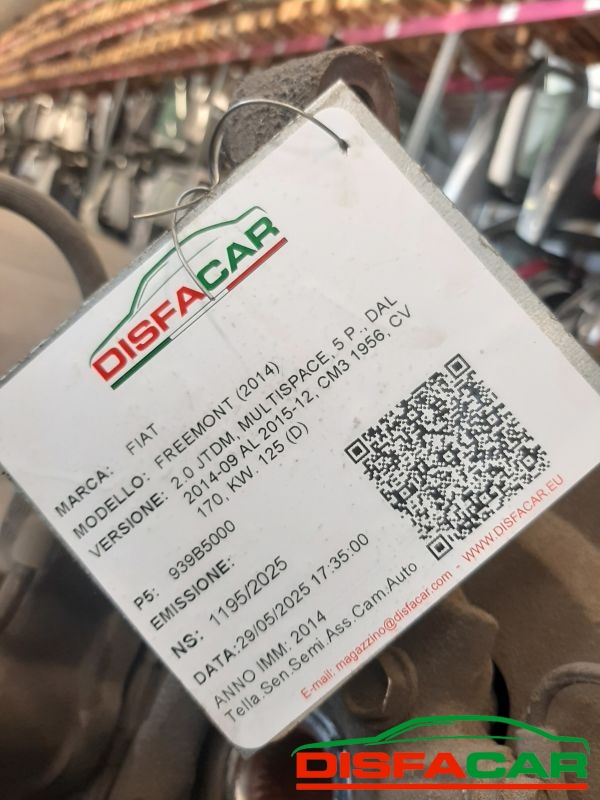 DISFACAR
MARCA: FIAT
MODELLO: FREEMONT (2014)
VERSIONE: 2.0 JTDM, MULTISPACE, 5 P., DAL
2014-09 AL 2015-12, CM3 1956, CV
170, KW. 125 (D)
P5: 939B5000
EMISSIONE:
NS: 1195/2025
DATA:29/05/2025 17:35:00
ANNO IMM: 2014
Tella.Sen.Semi.Ass.Cam.Auto
E-mail: magazzino@disfacar.com - WWW.DISFACAR.EU
DISFACAR